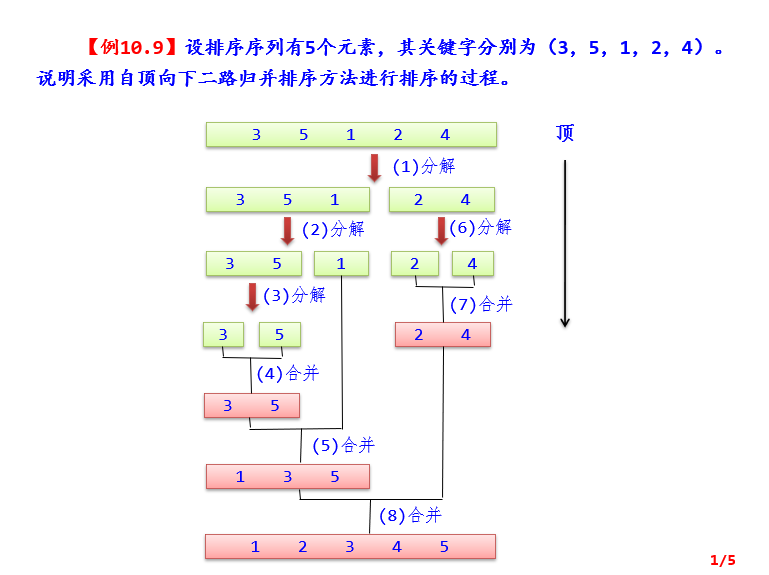 【例10.9】设排序序列有5个元素，其关键字分别为（3，5，1，2，4）。
说明采用自顶向下二路归并排序方法进行排序的过程。
3 5 1 2 4
顶
(1)分解
3 5 1
2 4
(2)分解
(6)分解
3 5
1
2
4
(3)分解
(7)合并
3
5
2 4
(4)合并
3 5
(5)合并
1 3 5
(8)合并
1 2 3 4 5
1/5